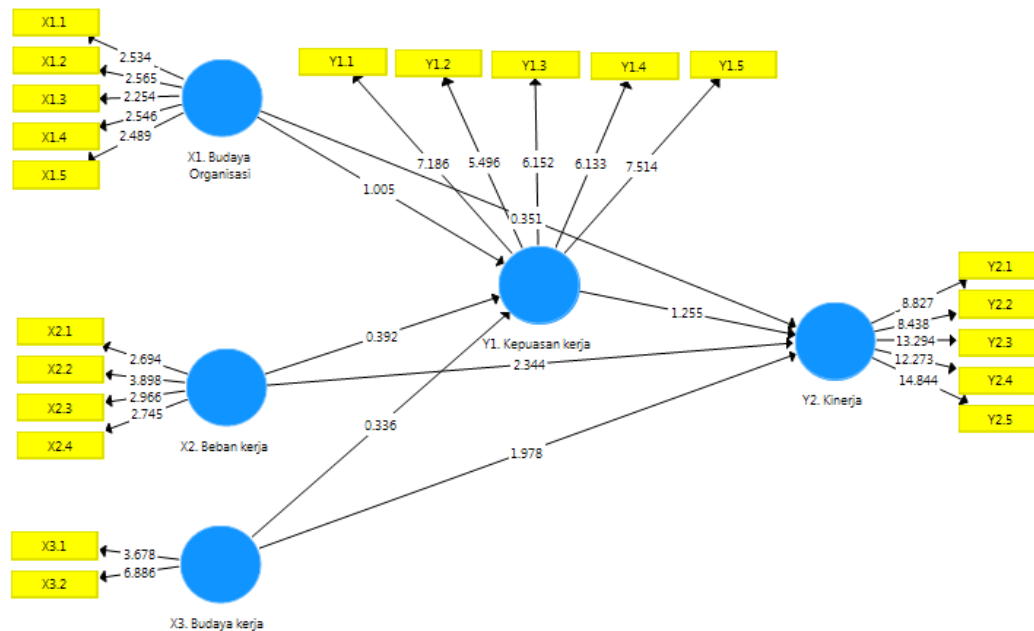 X1.1
X1.2
X1.3
X1.4
X1.5
2.534
2.565
2.254
2.546
2.489
X1. Budaya
Organisasi
Y1.1
Y1.2
Y1.3
Y1.4
Y1.5
7.186
5.496
6.152
6.133
7.514
1.005
0.351
Y1. Kepuasan kerja
0.392
1.255
2.344
0.336
1.978
X2.1
X2.2
X2.3
X2.4
2.694
3.898
2.966
2.745
X2. Beban kerja
X3.1
X3.2
3.678
6.886
X3. Budaya kerja
Y2. Kinerja
8.827
8.438
13.294
12.273
14.844
Y2.1
Y2.2
Y2.3
Y2.4
Y2.5